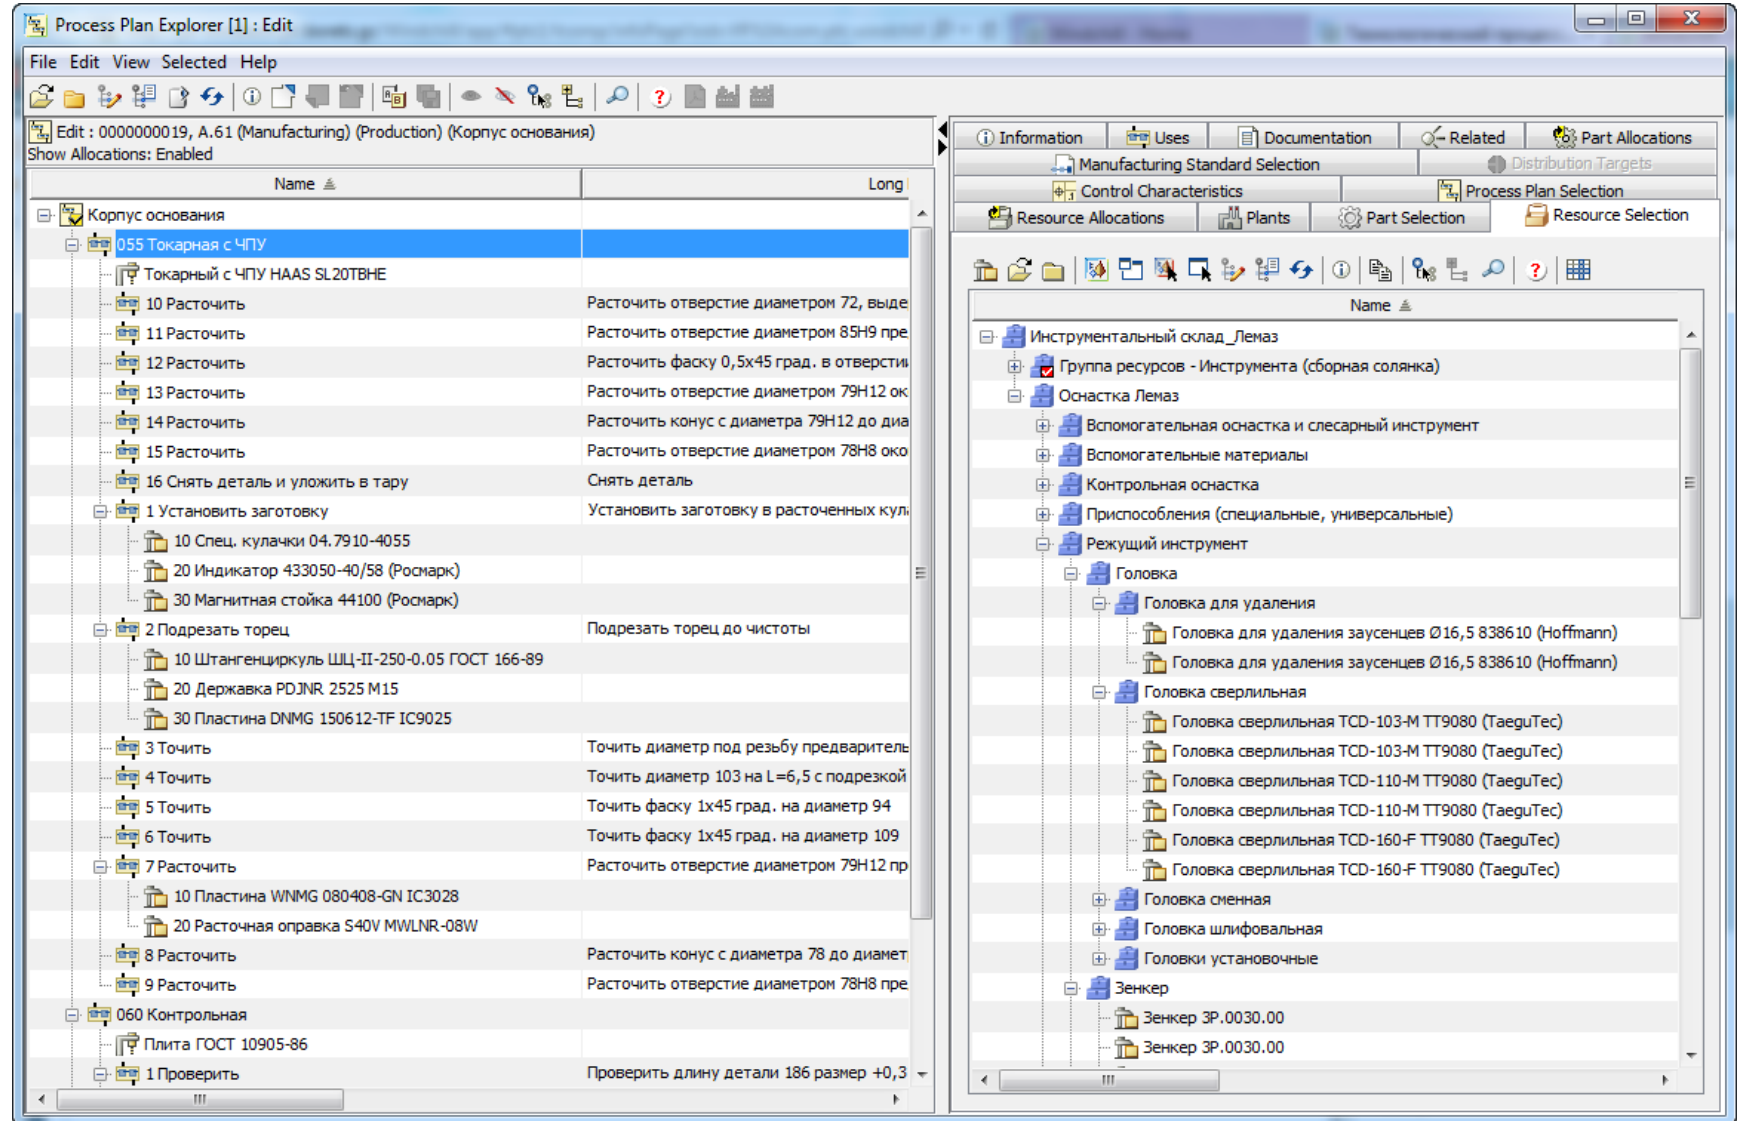 Process Plan Explorer [1] : Edit
File Edit View Selected Help
Edit : 0000000019, A.61 (Manufacturing) (Production) (Корпус основания)
Show Allocations: Enabled
Name
Long
Корпус основания
055 Токарная с ЧПУ
Токарный с ЧПУ HAAS SL20TBHE
10 Расточить Расточить отверстие диаметром 72, выде
11 Расточить Расточить отверстие диаметром 85H9 пре
12 Расточить Расточить фаску 0,5x45 град. в отверсти
13 Расточить Расточить отверстие диаметром 79H12 ок
14 Расточить Расточить конус с диаметра 79H12 до диа
15 Расточить Расточить отверстие диаметром 78H8 око
16 Снять деталь и уложить в тару Снять деталь
1 Установить заготовку Установить заготовку в расточенных кул
10 Спец. кулачки 04.7910-4055
20 Индикатор 433050-40/58 (Росмарк)
30 Магнитная стойка 44100 (Росмарк)
2 Подрезать торец Подрезать торец до чистоты
10 Штангенциркуль ШЦ-II-250-0.05 ГОСТ 166-89
20 Державка PDJNR 2525 M15
30 Пластина DNMG 150612-TF IC9025
3 Точить Точить диаметр под резьбу предваритель
4 Точить Точить диаметр 103 на L=6,5 с подрезкой
5 Точить Точить фаску 1x45 град. на диаметр 94
6 Точить Точить фаску 1x45 град. на диаметр 109
7 Расточить Расточить отверстие диаметром 79H12 пр
10 Пластина WNMG 080408-GN IC3028
20 Расточная оправка S40V MWLNR-08W
8 Расточить Расточить конус с диаметра 78 до диамет
9 Расточить Расточить отверстие диаметром 78H8 пре
060 Контрольная
Плита ГОСТ 10905-86
1 Проверить Проверить длину детали 186 размер +0,3
Information Uses Documentation Related Part Allocations
Manufacturing Standard Selection Distribution Targets
Control Characteristics Process Plan Selection
Resource Allocations Plants Part Selection Resource Selection
Name
Инструментальный склад_Лемаз
Группа ресурсов - Инструмента (сборная солянка)
Оснастка Лемаз
Вспомогательная оснастка и слесарный инструмент
Вспомогательные материалы
Контрольная оснастка
Приспособления (специальные, универсальные)
Режущий инструмент
Головка
Головка для удаления
Головка для удаления заусенцев Ø16,5 838610 (Hoffmann)
Головка для удаления заусенцев Ø16,5 838610 (Hoffmann)
Головка сверлильная
Головка сверлильная TCD-103-M TT9080 (TaeguTec)
Головка сверлильная TCD-103-M TT9080 (TaeguTec)
Головка сверлильная TCD-110-M TT9080 (TaeguTec)
Головка сверлильная TCD-110-M TT9080 (TaeguTec)
Головка сверлильная TCD-160-F TT9080 (TaeguTec)
Головка сверлильная TCD-160-F TT9080 (TaeguTec)
Головка сменная
Головка шлифовальная
Головки установочные
Зенкер
Зенкер ЗР.0030.00
Зенкер ЗР.0030.00